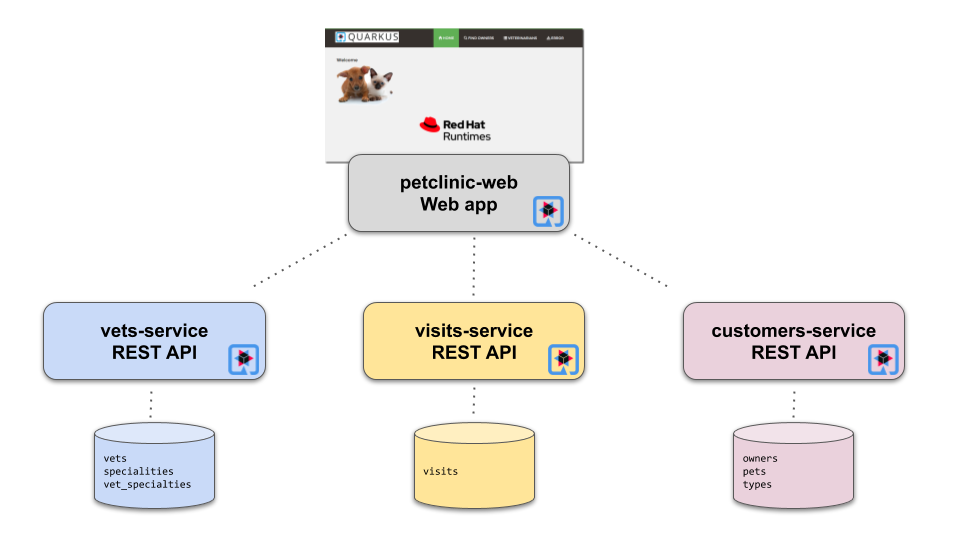 QUARKUS
HOME FIND OWNERS VETERINARIANS ERROR
Welcome
Red Hat
Runtimes
petclinic-web
Web app
vets-service
REST API
visits-service
REST API
customers-service
REST API
vets
specialities
vet_specialties
visits
owners
pets
types